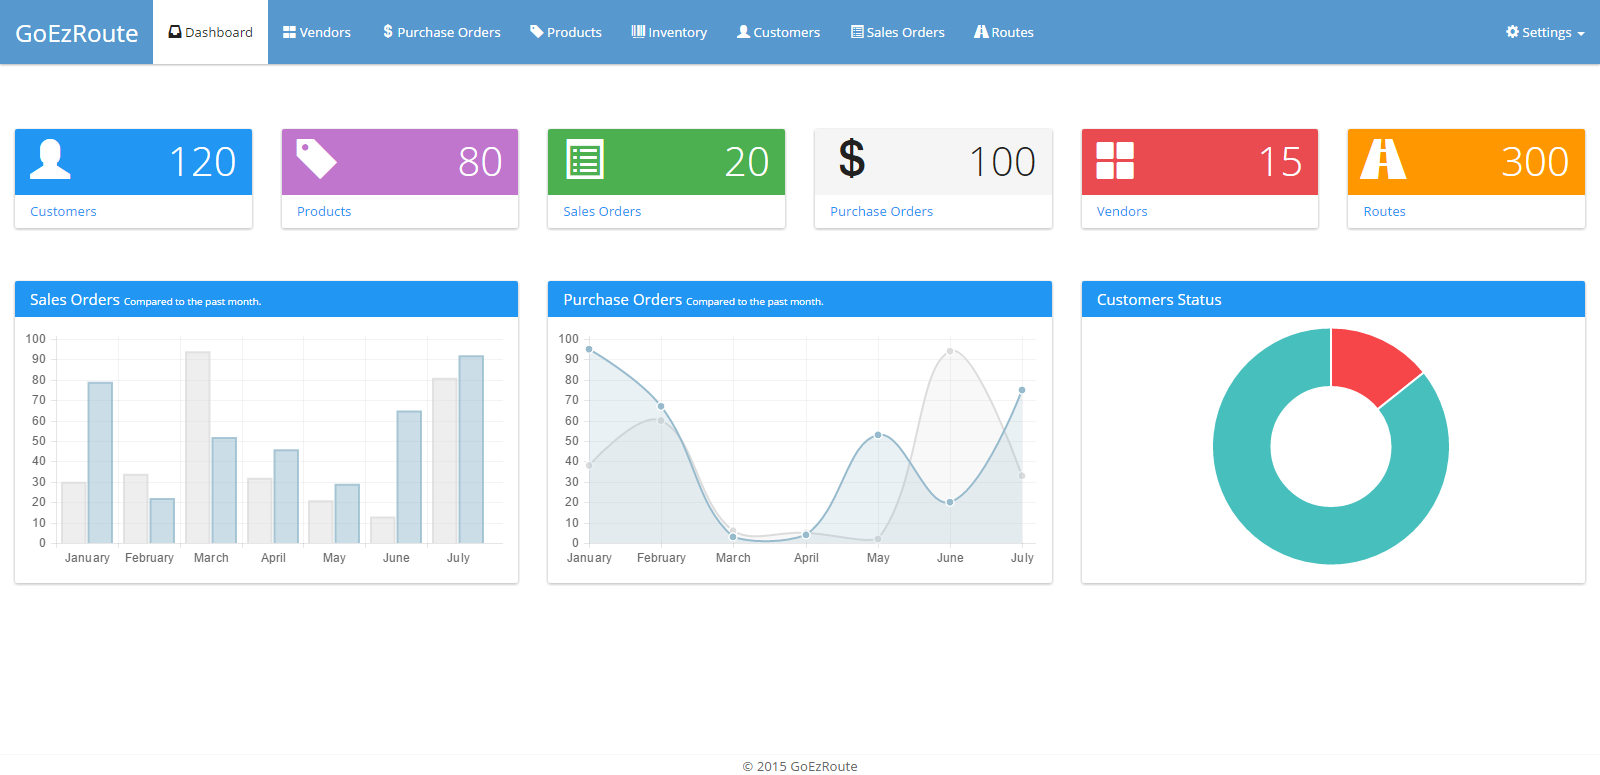 GoEzRoute Dashboard Vendors Purchase Orders Products Inventory Customers Sales Orders Routes Settings
120
Customers
80
Products
20
Sales Orders
$ 100
Purchase Orders
15
Vendors
300
Routes
Sales Orders Compared to the past month.
100
90
80
70
60
50
40
30
20
10
0
January February March April May June July
Purchase Orders Compared to the past month.
100
90
80
70
60
50
40
30
20
10
0
January February March April May June July
Customers Status
© 2015 GoEzRoute